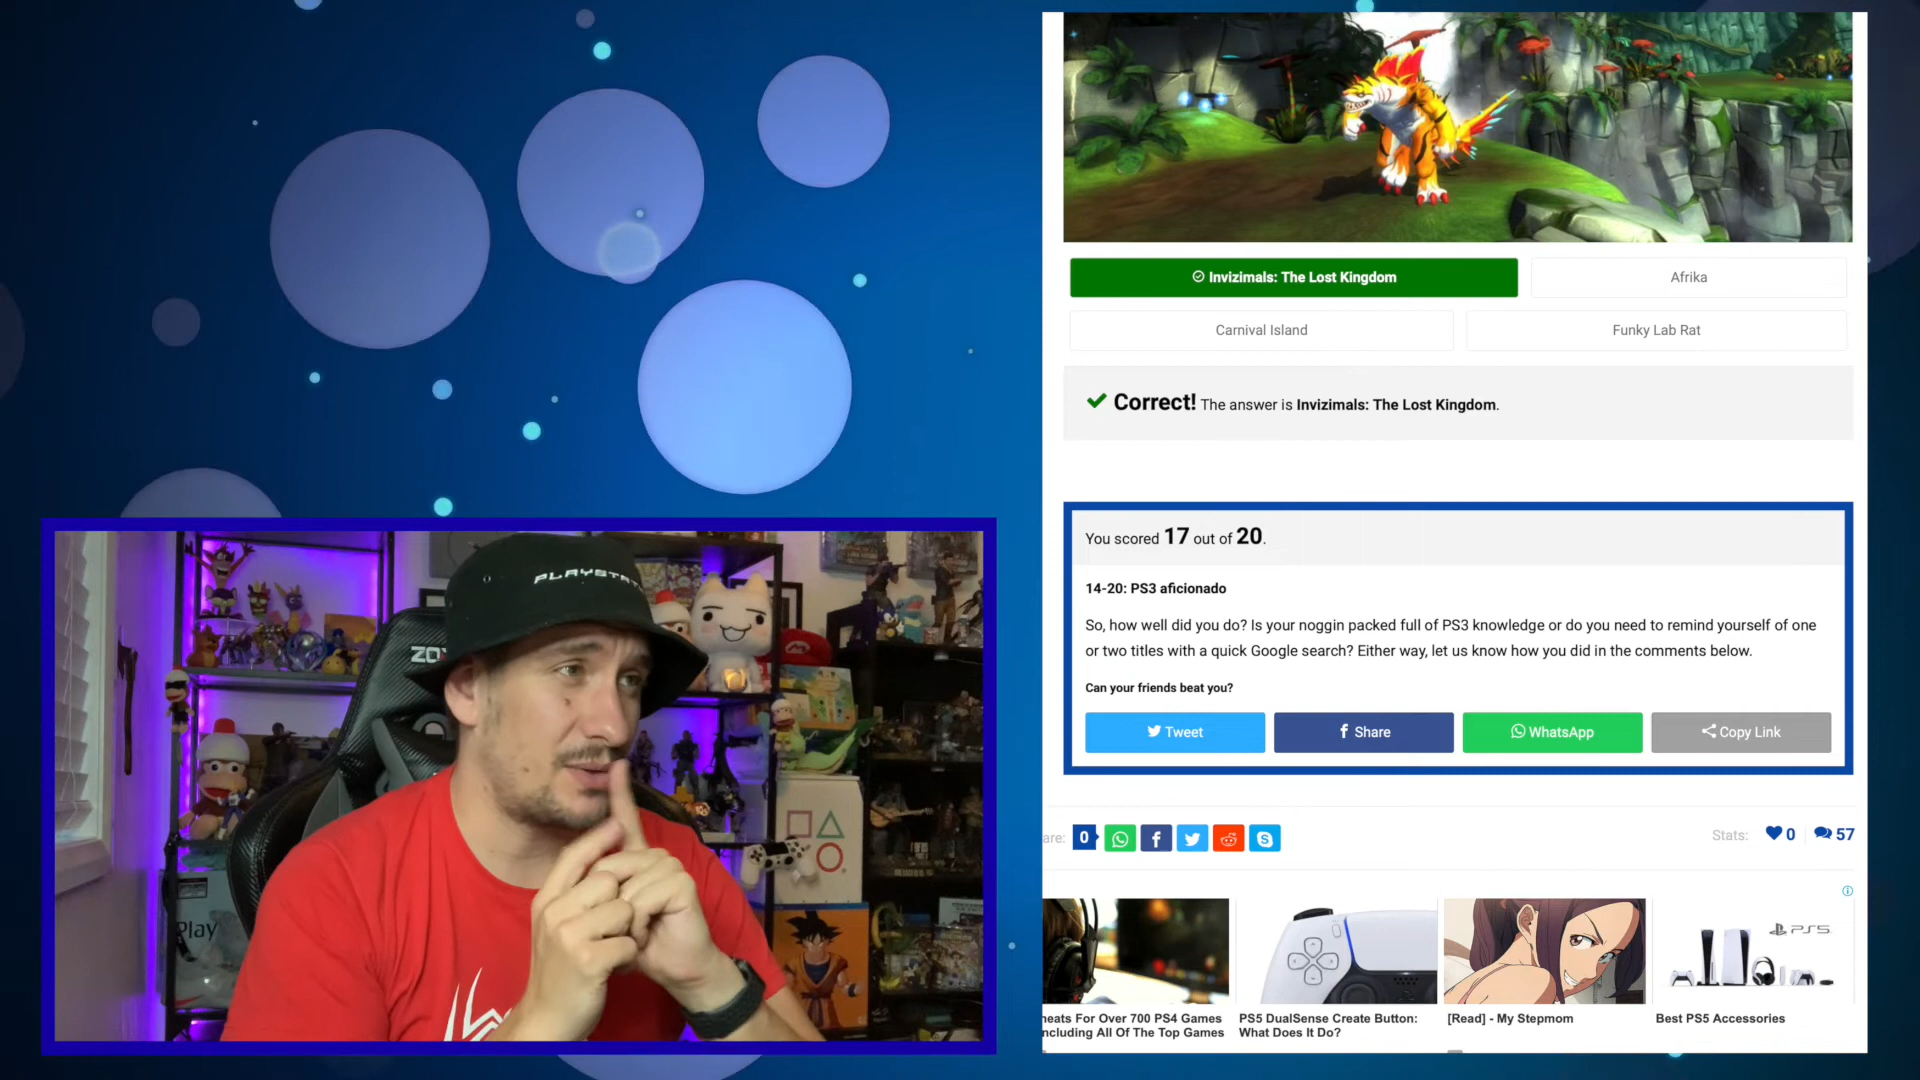 Invizimals: The Lost Kingdom
Afrika
Carnival Island
Funky Lab Rat
Correct! The answer is Invizimals: The Lost Kingdom.
You scored 17 out of 20.
14-20: PS3 aficionado
So, how well did you do? Is your noggin packed full of PS3 knowledge or do you need to remind yourself of one
or two titles with a quick Google search? Either way, let us know how you did in the comments below.
Can your friends beat you?
Tweet
Share
WhatsApp
Copy Link
are: 0
Stats: 0 57
heats For Over 700 PS4 Games
ncluding All Of The Top Games
PS5 DualSense Create Button:
What Does It Do?
[Read] - My Stepmom
PS5
Best PS5 Accessories
PLAYSTAT
ZO
Play